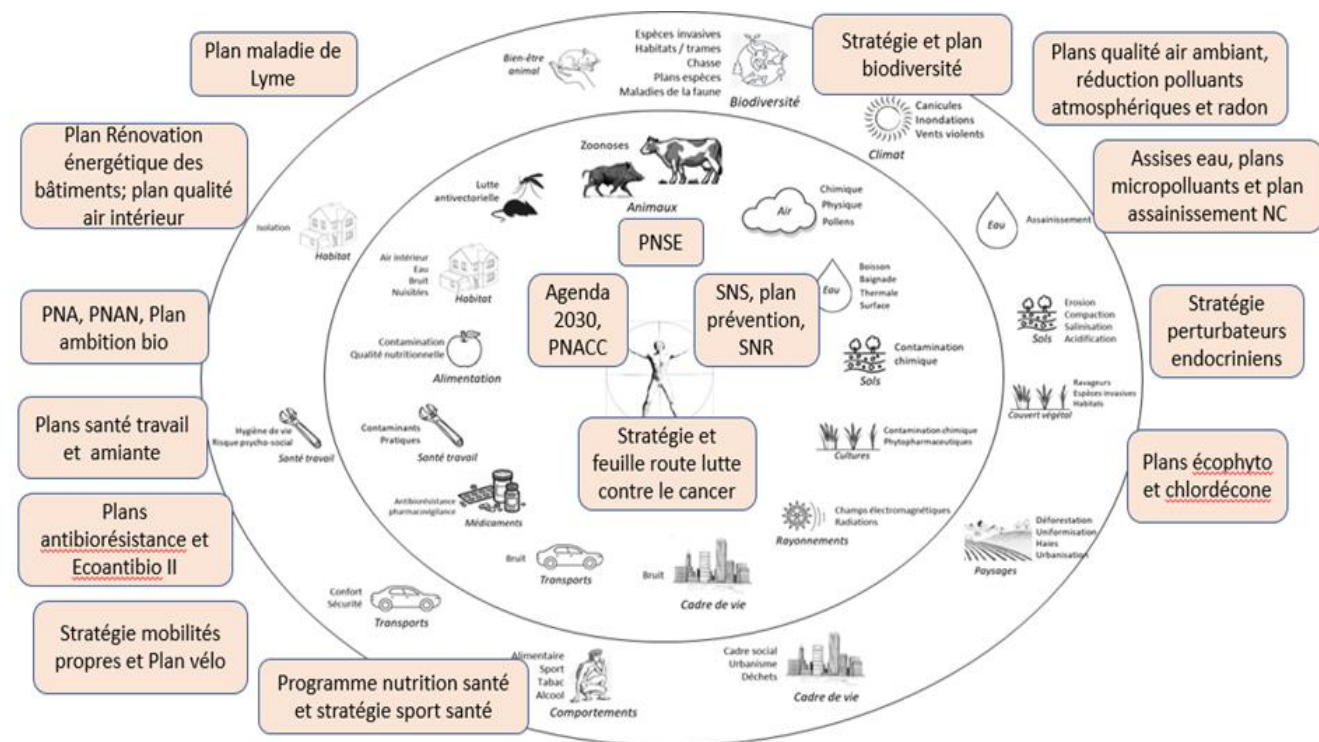 Plan maladie de
Lyme
Bien-être
animal
Espèces invasives
Habitats / trames
Chasse
Plans espèces
Maladies de la faune
Biodiversité
Stratégie et plan
biodiversité
Plans qualité air ambiant,
réduction polluants
atmosphériques et radon
Canicules
Inondations
Vents violents
Climat
Plan Rénovation
énergétique des
bâtiments; plan qualité
air intérieur
Zoonoses
Animaux
Lutte
antivectorielle
Air
Chimique
Physique
Pollens
Assises eau, plans
micropolluants et plan
assainissement NC
Eau
Assainissement
Isolation
Habitat
Air intérieur
Eau
Bruit
Nuisibles
Habitat
PNSE
Agenda
2030,
PNACC
SNS, plan
prévention,
SNR
Eau
Boisson
Baignade
Thermale
Surface
PNA, PNAN, Plan
ambition bio
Contamination
Qualité nutritionnelle
Alimentation
Contamination
chimique
Sols
Erosion
Compaction
Salinisation
Acidification
Sols
Stratégie
perturbateurs
endocriniens
Plans santé travail
et amiante
Hygiène de vie
Risque psycho-social
Santé travail
Contaminants
Pratiques
Santé travail
Stratégie et
feuille route lutte
contre le cancer
Contamination chimique
Phytopharmaceutiques
Cultures
Ravageurs
Espèces invasives
Habitats
Couvert végétal
Plans écophyto
et chlordécone
Plans
antibiorésistance et
Ecoantibio II
Antibiorésistance
pharmacovigilance
Médicaments
Champs électromagnétiques
Radiations
Rayonnements
Déforestation
Uniformisation
Haies
Urbanisation
Paysages
Bruit
Transports
Bruit
Cadre de vie
Confort
Sécurité
Transports
Stratégie mobilités
propres et Plan vélo
Programme nutrition santé
et stratégie sport santé
Alimentaire
Sport
Tabac
Alcool
Comportements
Cadre social
Urbanisme
Déchets
Cadre de vie